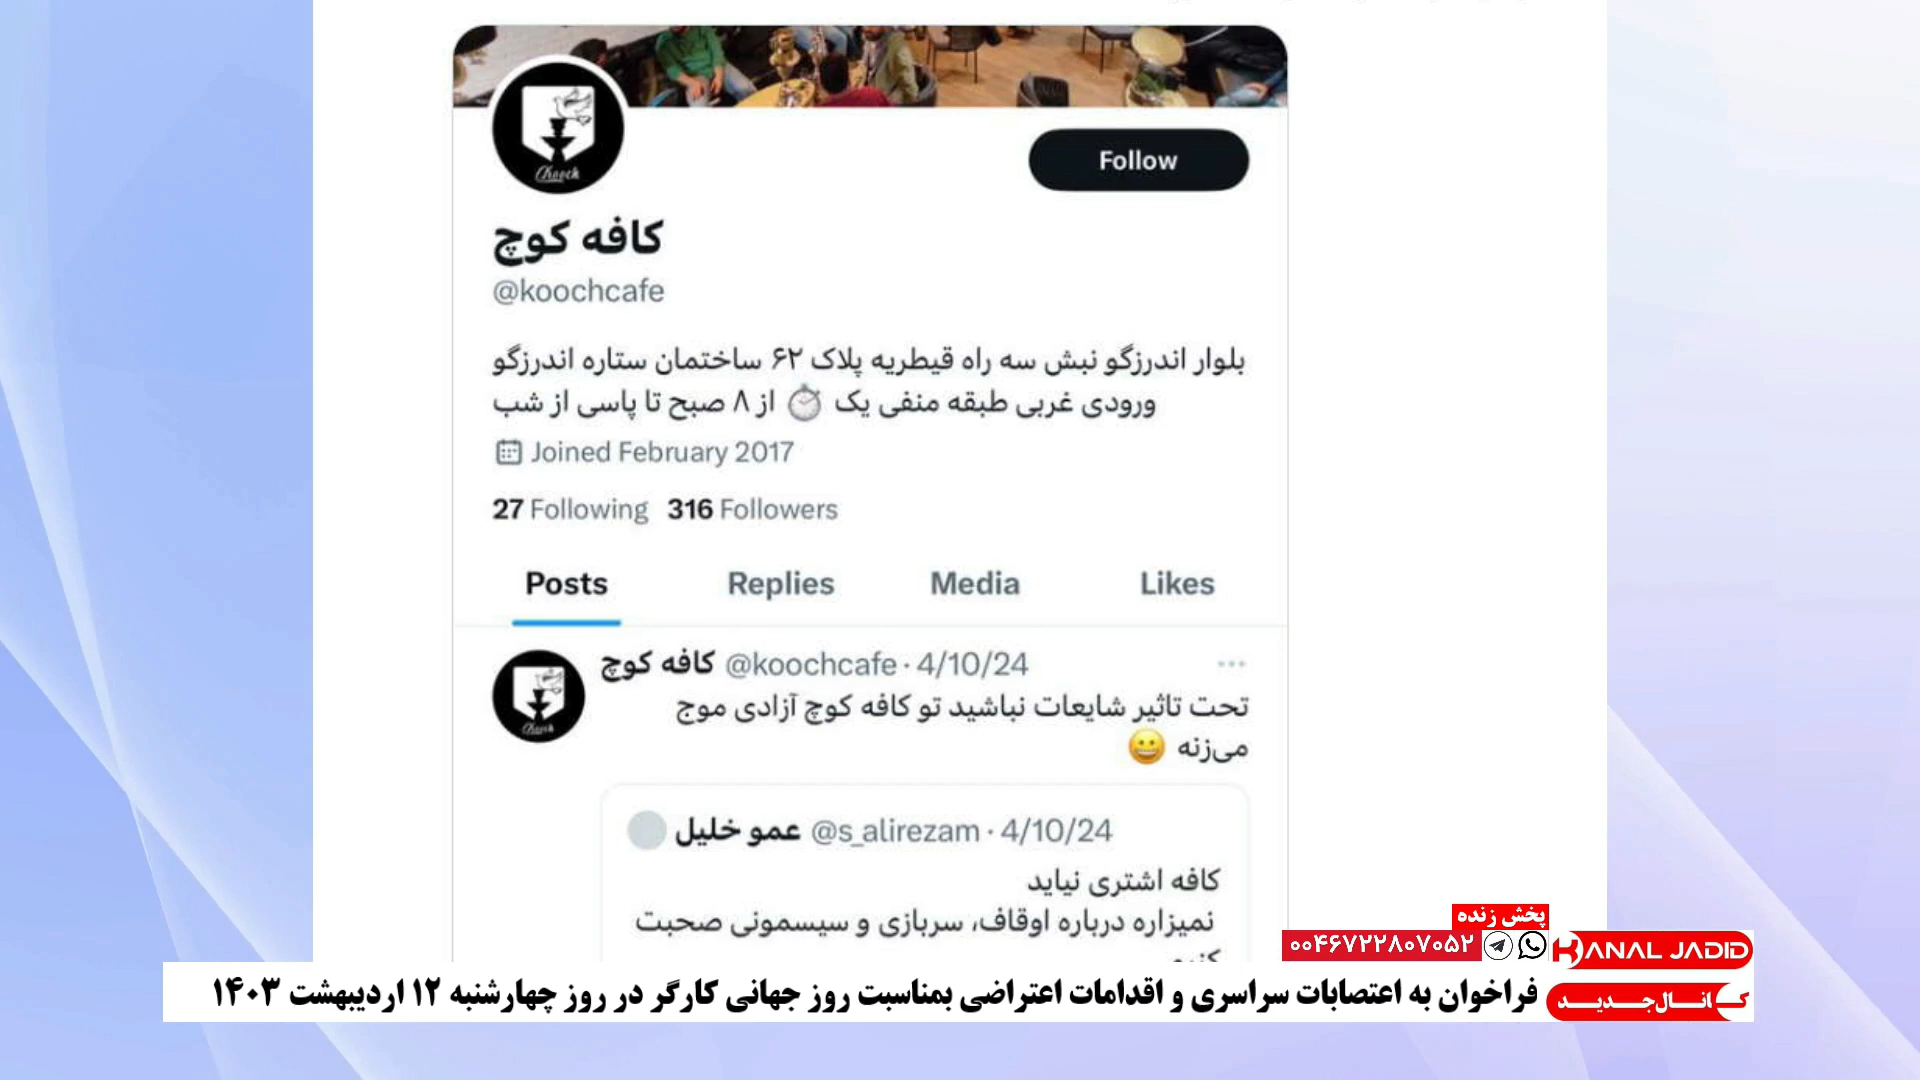 Chooch
Follow
کافه کوچ
@koochcafe
بلوار اندرزگو نبش سه راه قیطریه پلاک ۶۲ ساختمان ستاره اندرزگو
ورودی غربی طبقه منفی یک ⏱ از ۸ صبح تا پاسی از شب
Joined February 2017
27 Following 316 Followers
Posts Replies Media Likes
کافه کوچ @koochcafe · 4/10/24
تحت تاثیر شایعات نباشید تو کافه کوچ آزادی موج
می‌زنه 😀
عمو خلیل @s_alirezam · 4/10/24
کافه اشتری نیاید
نمیزاره درباره اوقاف، سربازی و سیسمونی صحبت
پخش زنده
۰۰۴۶۷۲۲۸۰۷۰۵۲
KANAL JADID
فراخوان به اعتصابات سراسری و اقدامات اعتراضی بمناسبت روز جهانی کارگر در روز چهارشنبه ۱۲ اردیبهشت ۱۴۰۳
کانال جدید